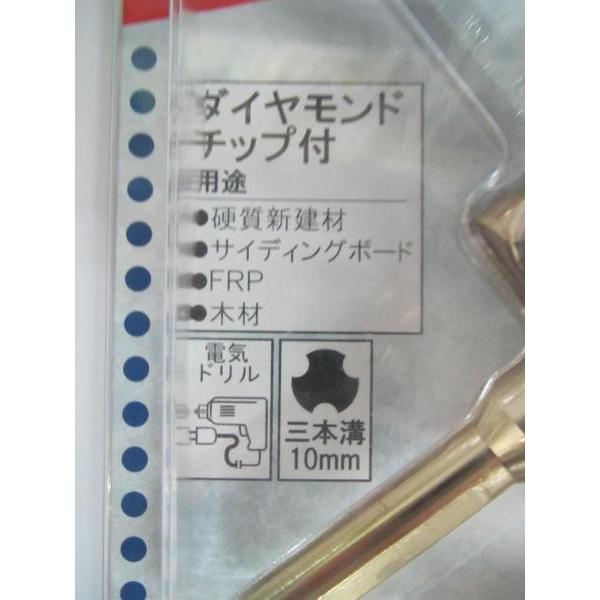 ダイヤモンド
チップ付
用途
●硬質新建材
●サイディングボード
●FRP
●木材
電気
ドリル
三本溝
10mm